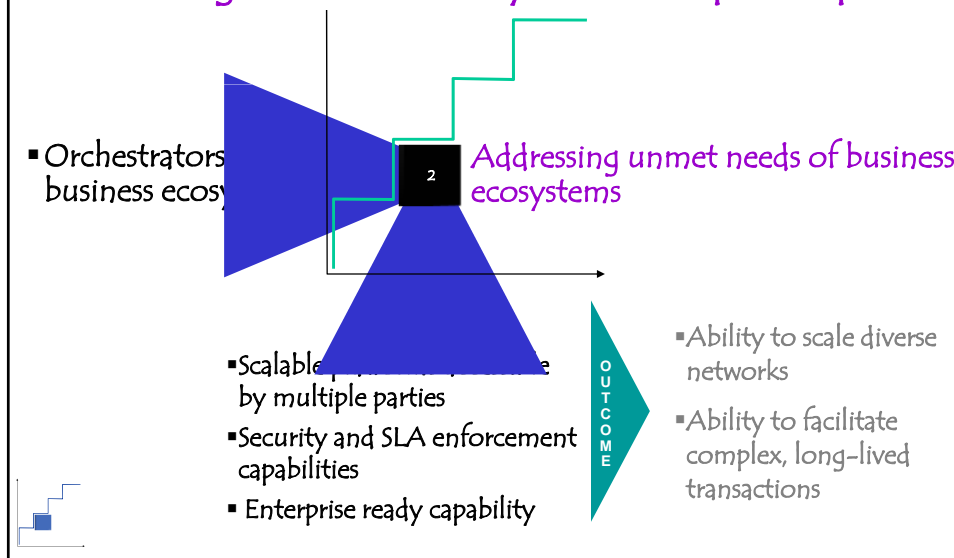 ▪ Orchestrators
business
2
Addressing unmet needs of business
ecosystems
▪Scalable
by multiple parties
▪Security and SLA enforcement
capabilities
▪ Enterprise ready capability
OUTCOME
▪Ability to scale diverse
networks
▪Ability to facilitate
complex, long-lived
transactions